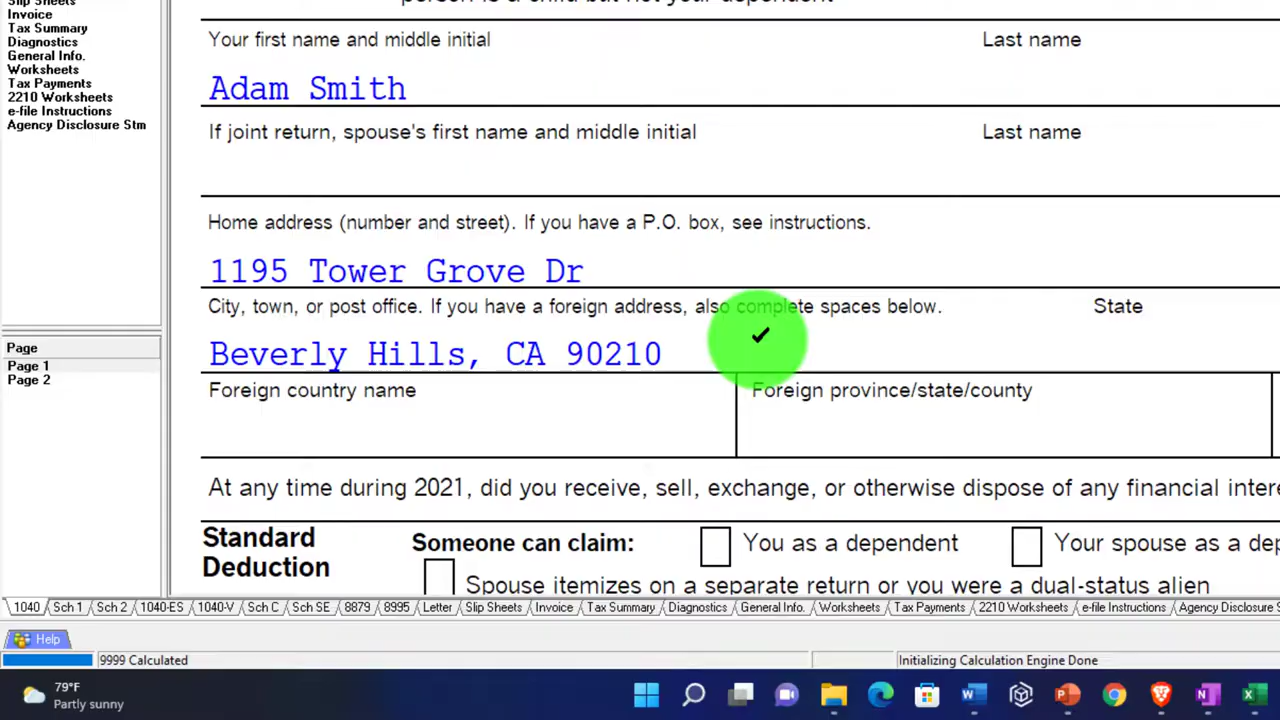 Slip Sheets
Invoice
Tax Summary
Diagnostics
General Info.
Worksheets
Tax Payments
2210 Worksheets
e-file Instructions
Agency Disclosure Stm
Page
Page 1
Page 2
person is a child but not your dependent
Your first name and middle initial Last name
Adam Smith
If joint return, spouse's first name and middle initial Last name
Home address (number and street). If you have a P.O. box, see instructions.
1195 Tower Grove Dr
City, town, or post office. If you have a foreign address, also complete spaces below. State
Beverly Hills, CA 90210
Foreign country name Foreign province/state/county
At any time during 2021, did you receive, sell, exchange, or otherwise dispose of any financial intere
Standard Deduction
Someone can claim: You as a dependent Your spouse as a dep
Spouse itemizes on a separate return or you were a dual-status alien
1040 Sch 1 Sch 2 1040-ES 1040-V Sch C Sch SE 8879 8995 Letter Slip Sheets Invoice Tax Summary Diagnostics General Info. Worksheets Tax Payments 2210 Worksheets e-file Instructions Agency Disclosure S
Help
9999 Calculated Initializing Calculation Engine Done
79°F
Partly sunny